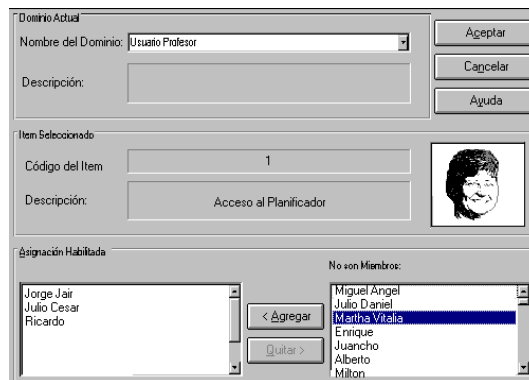 Dominio Actual
Nombre del Dominio: Usuario Profesor
Descripción:
Aceptar
Cancelar
Ayuda
Item Seleccionado
Código del Item 1
Descripción: Acceso al Planificador
Asignación Habilitada
No son Miembros:
Jorge Jair
Julio Cesar
Ricardo
< Agregar
Quitar >
Miguel Angel
Julio Daniel
Martha Vitalia
Enrique
Juancho
Alberto
Milton